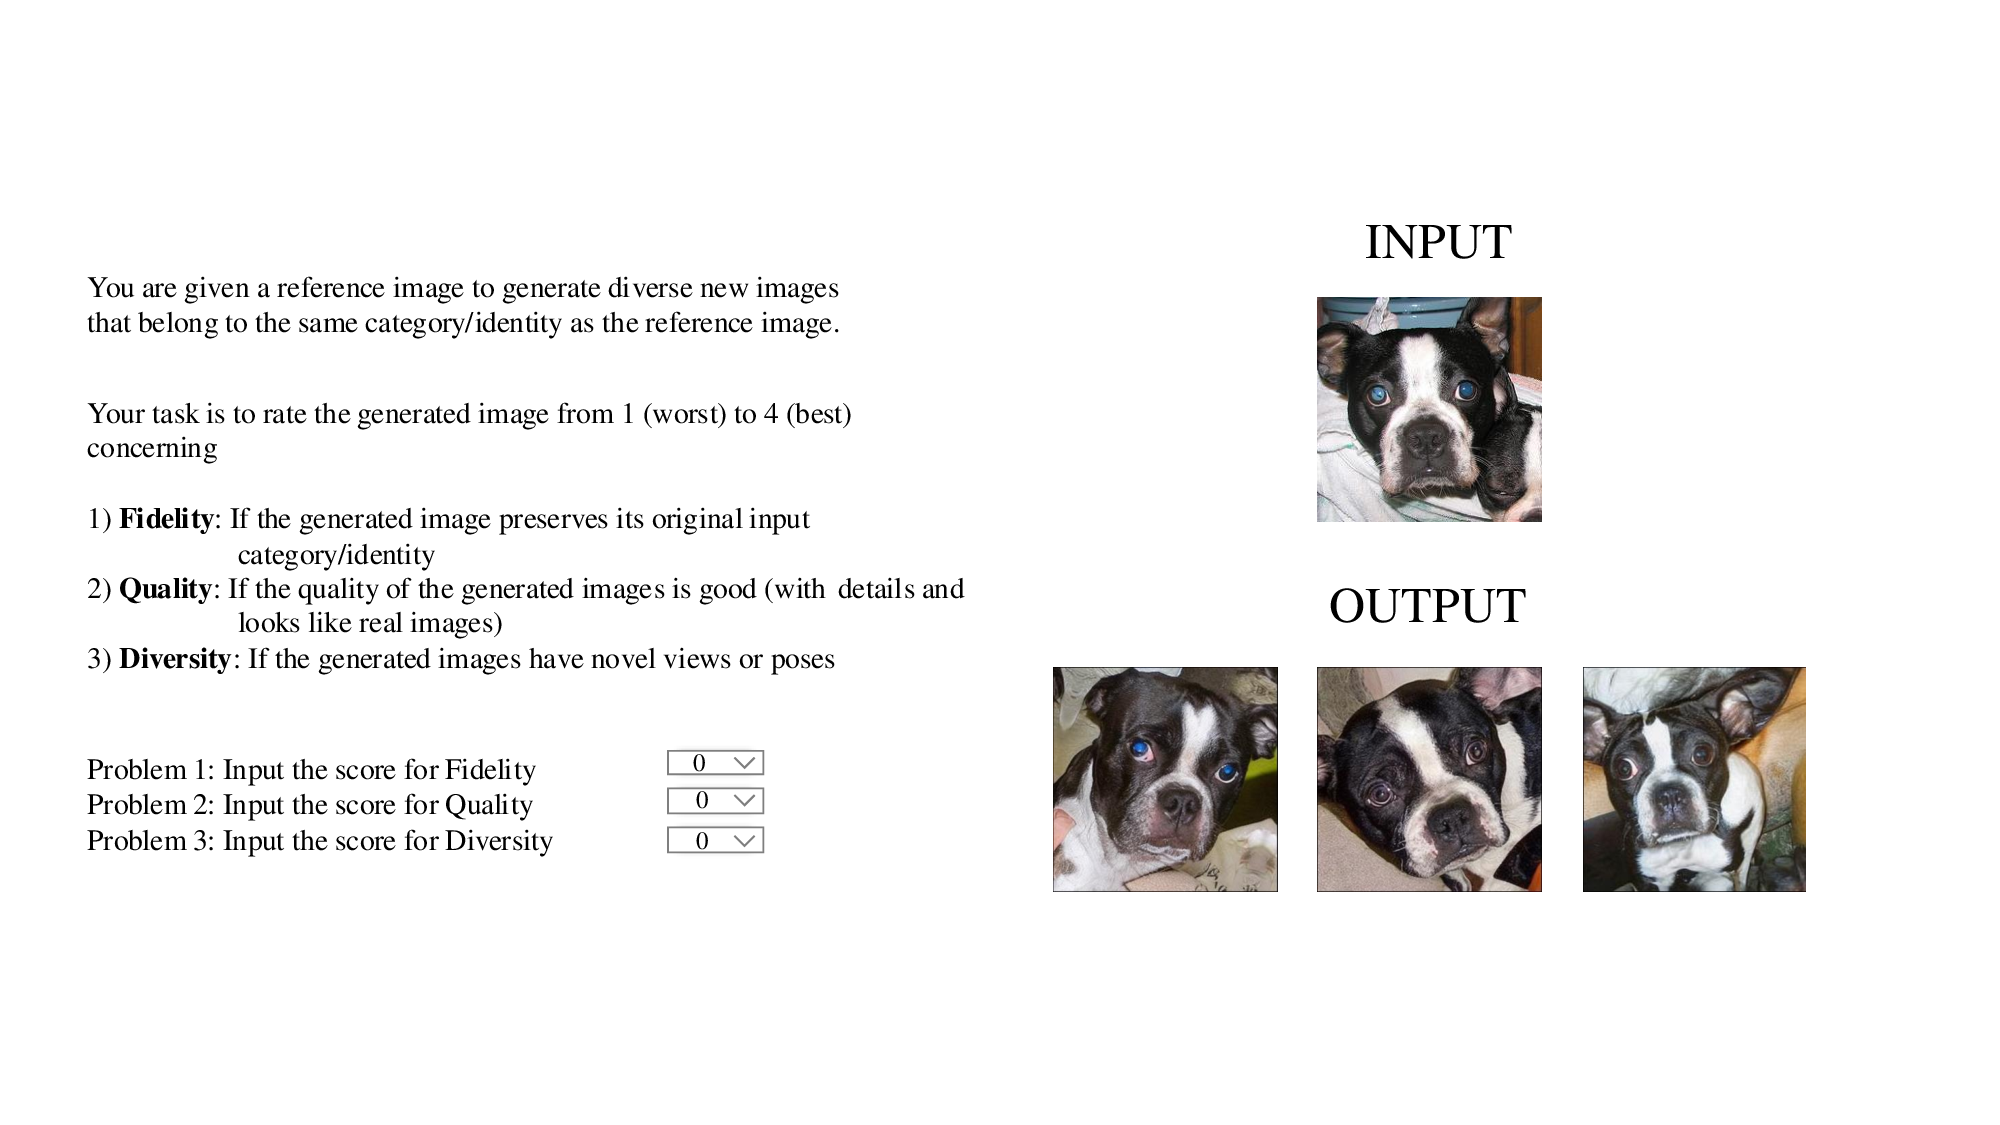 You are given a reference image to generate diverse new images
that belong to the same category/identity as the reference image.
Your task is to rate the generated image from 1 (worst) to 4 (best)
concerning
1) Fidelity: If the generated image preserves its original input
category/identity
2) Quality: If the quality of the generated images is good (with details and
looks like real images)
3) Diversity: If the generated images have novel views or poses
Problem 1: Input the score for Fidelity 0
Problem 2: Input the score for Quality 0
Problem 3: Input the score for Diversity 0
INPUT
OUTPUT